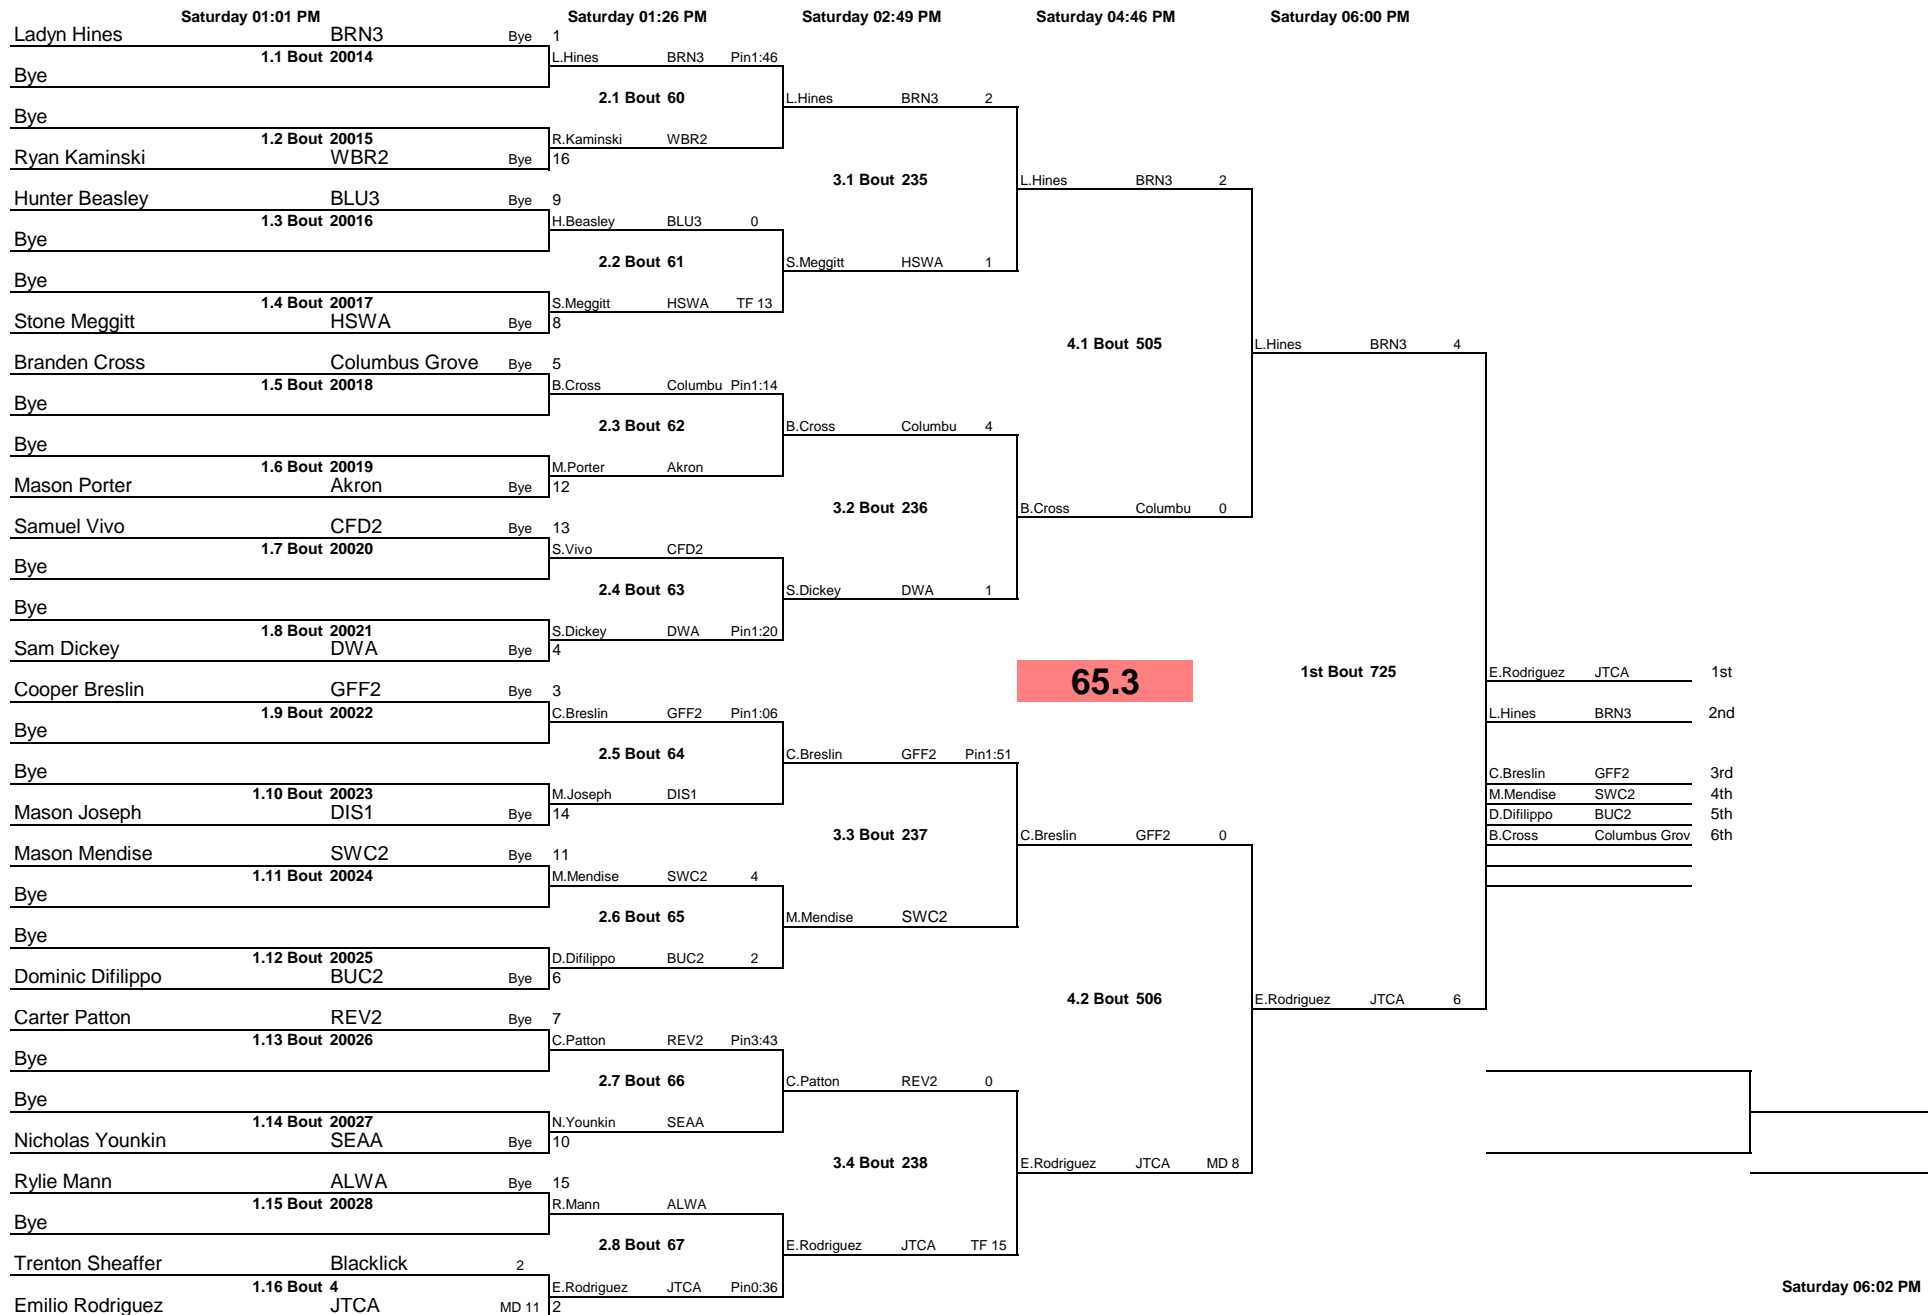 Saturday 01:01 PM Saturday 01:26 PM Saturday 02:49 PM Saturday 04:46 PM Saturday 06:00 PM
Ladyn Hines BRN3 Bye 1
1.1 Bout 20014 L.Hines BRN3 Pin1:46
Bye
2.1 Bout 60 L.Hines BRN3 2
Bye
1.2 Bout 20015 R.Kaminski WBR2
Ryan Kaminski WBR2 Bye 16
3.1 Bout 235 L.Hines BRN3 2
Hunter Beasley BLU3 Bye 9
1.3 Bout 20016 H.Beasley BLU3 0
Bye
2.2 Bout 61 S.Meggitt HSWA 1
Bye
1.4 Bout 20017 S.Meggitt HSWA TF 13
Stone Meggitt HSWA Bye 8
4.1 Bout 505 L.Hines BRN3 4
Branden Cross Columbus Grove Bye 5
1.5 Bout 20018 B.Cross Columbu Pin1:14
Bye
2.3 Bout 62 B.Cross Columbu 4
Bye
1.6 Bout 20019 M.Porter Akron
Mason Porter Akron Bye 12
3.2 Bout 236 B.Cross Columbu 0
Samuel Vivo CFD2 Bye 13
1.7 Bout 20020 S.Vivo CFD2
Bye
2.4 Bout 63 S.Dickey DWA 1
Bye
1.8 Bout 20021 S.Dickey DWA Pin1:20
Sam Dickey DWA Bye 4
65.3 1st Bout 725 E.Rodriguez JTCA 1st
Cooper Breslin GFF2 Bye 3
1.9 Bout 20022 C.Breslin GFF2 Pin1:06 L.Hines BRN3 2nd
Bye
2.5 Bout 64 C.Breslin GFF2 Pin1:51
Bye C.Breslin GFF2 3rd
1.10 Bout 20023 M.Joseph DIS1 M.Mendise SWC2 4th
Mason Joseph DIS1 Bye 14 D.Difilippo BUC2 5th
3.3 Bout 237 C.Breslin GFF2 0 B.Cross Columbus Grov 6th
Mason Mendise SWC2 Bye 11
1.11 Bout 20024 M.Mendise SWC2 4
Bye
2.6 Bout 65 M.Mendise SWC2
Bye
1.12 Bout 20025 D.Difilippo BUC2 2
Dominic Difilippo BUC2 Bye 6
4.2 Bout 506 E.Rodriguez JTCA 6
Carter Patton REV2 Bye 7
1.13 Bout 20026 C.Patton REV2 Pin3:43
Bye
2.7 Bout 66 C.Patton REV2 0
Bye
1.14 Bout 20027 N.Younkin SEAA
Nicholas Younkin SEAA Bye 10
3.4 Bout 238 E.Rodriguez JTCA MD 8
Rylie Mann ALWA Bye 15
1.15 Bout 20028 R.Mann ALWA
Bye
2.8 Bout 67 E.Rodriguez JTCA TF 15
Trenton Sheaffer Blacklick 2
1.16 Bout 4 E.Rodriguez JTCA Pin0:36 Saturday 06:02 PM
Emilio Rodriguez JTCA MD 11 2